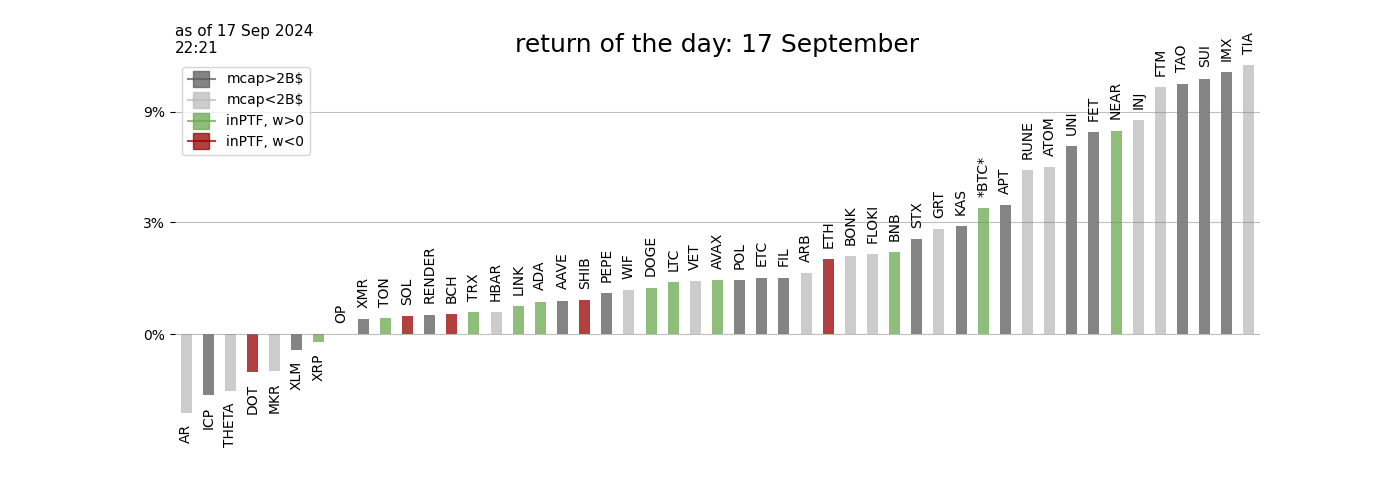 as of 17 Sep 2024
22:21
return of the day: 17 September
mcap>2B$
mcap<2B$
inPTF, w>0
inPTF, w<0
9%
3%
0%
AR
ICP
THETA
DOT
MKR
XLM
XRP
OP
XMR
TON
SOL
RENDER
BCH
TRX
HBAR
LINK
ADA
AAVE
SHIB
PEPE
WIF
DOGE
LTC
VET
AVAX
POL
ETC
FIL
ARB
ETH
BONK
FLOKI
BNB
STX
GRT
KAS
*BTC*
APT
RUNE
ATOM
UNI
FET
NEAR
INJ
FTM
TAO
SUI
IMX
TIA